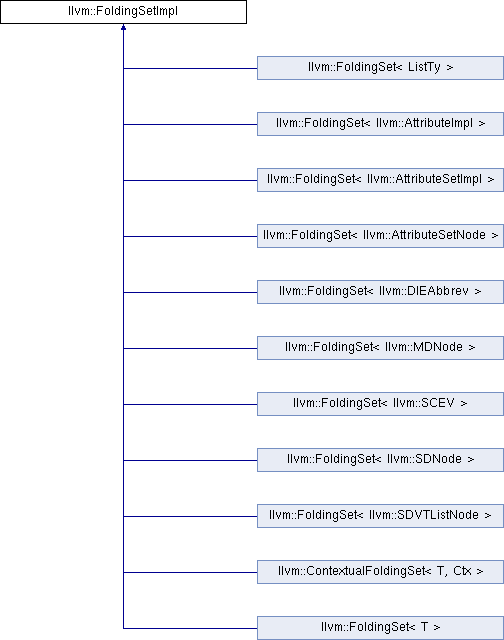 llvm::FoldingSetImpl
llvm::FoldingSet< ListTy >
llvm::FoldingSet< llvm::AttributeImpl >
llvm::FoldingSet< llvm::AttributeSetImpl >
llvm::FoldingSet< llvm::AttributeSetNode >
llvm::FoldingSet< llvm::DIEAbbrev >
llvm::FoldingSet< llvm::MDNode >
llvm::FoldingSet< llvm::SCEV >
llvm::FoldingSet< llvm::SDNode >
llvm::FoldingSet< llvm::SDVTListNode >
llvm::ContextualFoldingSet< T, Ctx >
llvm::FoldingSet< T >